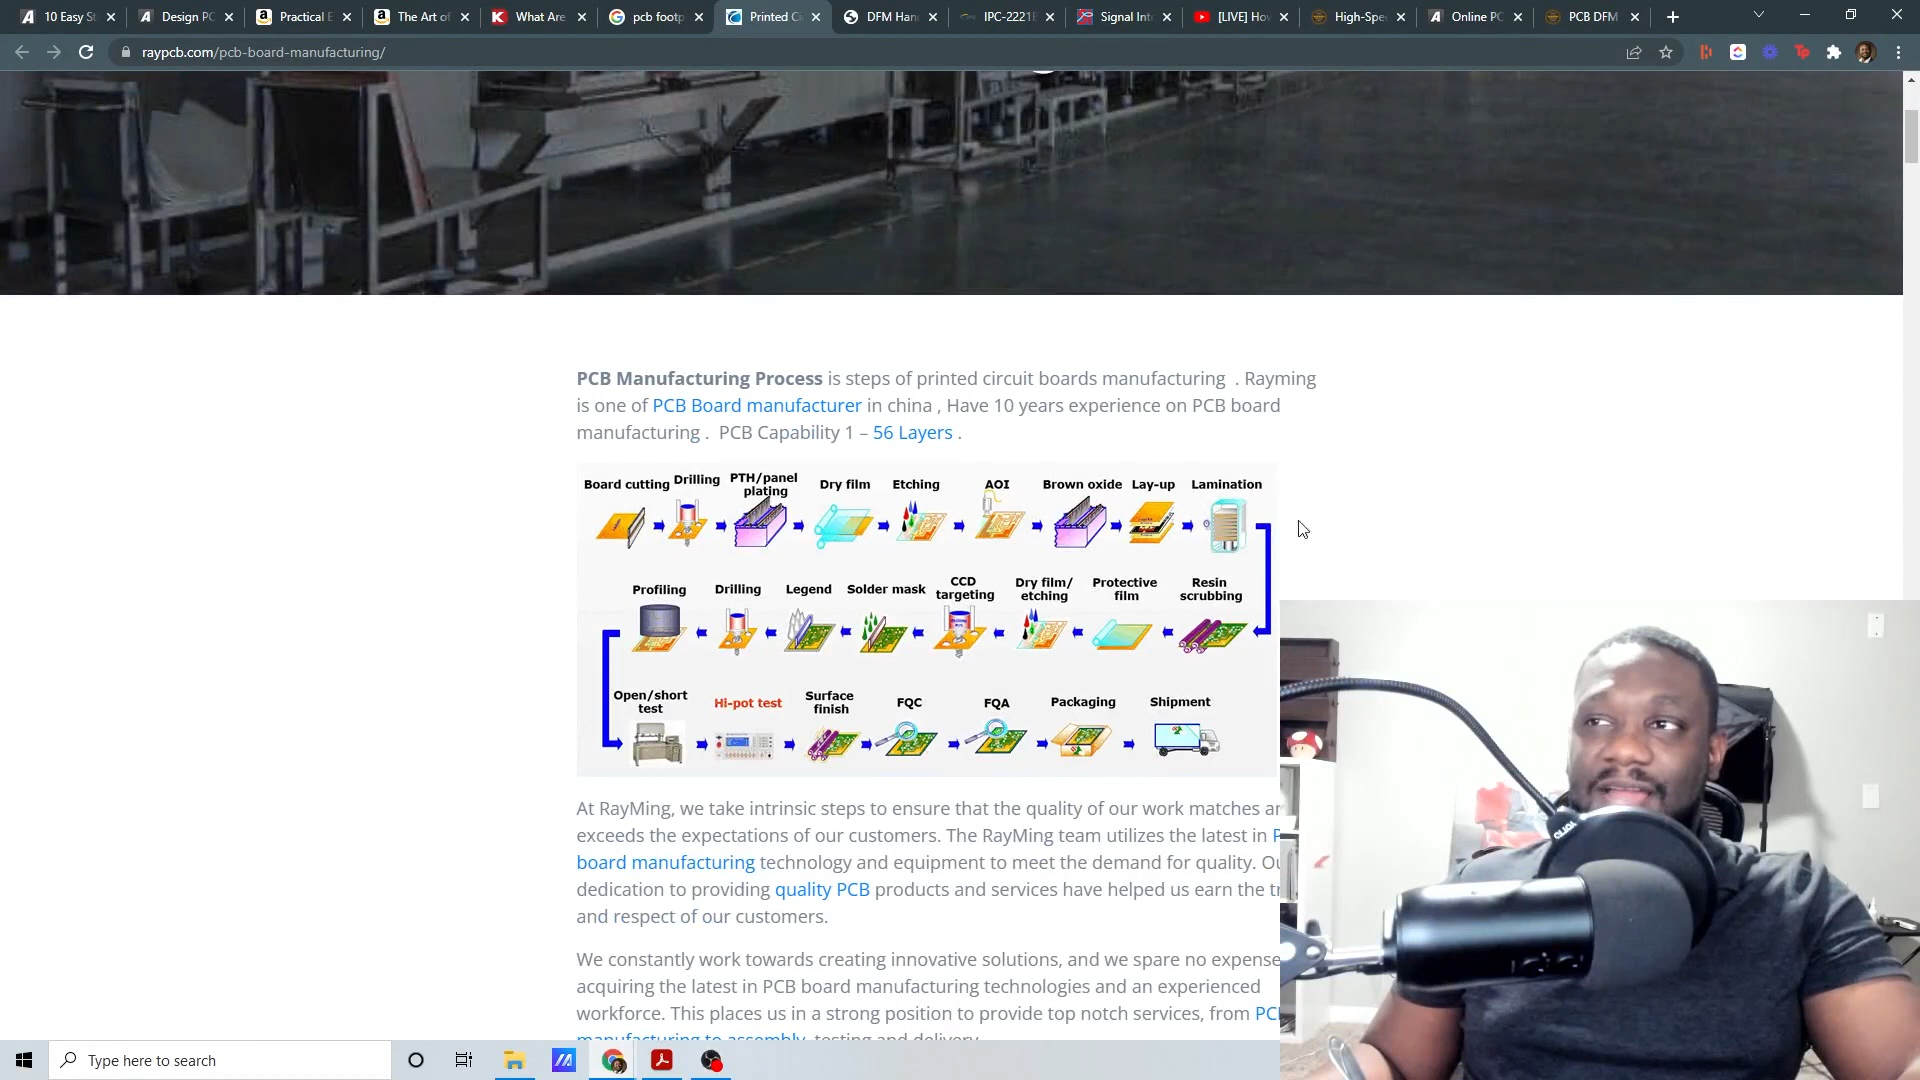 10 Easy St
Design PC
Practical E
The Art of
What Are
pcb footp
Printed Ci
DFM Han
IPC-2221B
Signal Inte
[LIVE] Ho
High-Spe
Online PC
PCB DFM
raypcb.com/pcb-board-manufacturing/
PCB Manufacturing Process is steps of printed circuit boards manufacturing . Rayming
is one of PCB Board manufacturer in china , Have 10 years experience on PCB board
manufacturing . PCB Capability 1 – 56 Layers .
Board cutting
Drilling
PTH/panel
plating
Dry film
Etching
AOI
Brown oxide
Lay-up
Lamination
Profiling
Drilling
Legend
Solder mask
CCD
targeting
Dry film/
etching
Protective
film
Resin
scrubbing
Open/short
test
Hi-pot test
Surface
finish
FQC
FQA
Packaging
Shipment
At RayMing, we take intrinsic steps to ensure that the quality of our work matches
exceeds the expectations of our customers. The RayMing team utilizes the latest in
board manufacturing technology and equipment to meet the demand for quality.
dedication to providing quality PCB products and services have helped us earn the
and respect of our customers.
We constantly work towards creating innovative solutions, and we spare no expense
acquiring the latest in PCB board manufacturing technologies and an experienced
workforce. This places us in a strong position to provide top notch services, from
manufacturing to assembly, testing and delivery
Type here to search